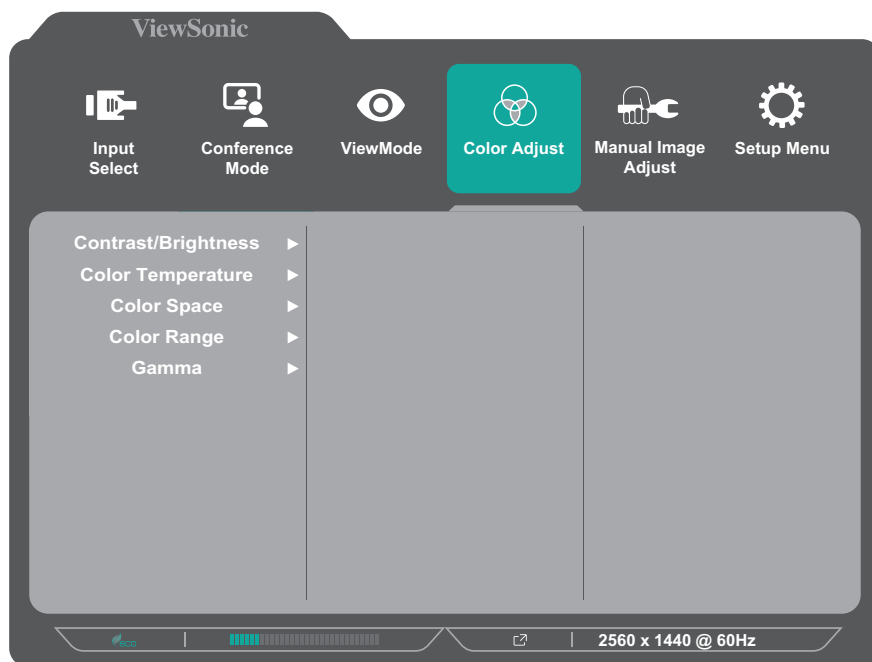 ViewSonic
Input
Select
Conference
Mode
ViewMode
Color Adjust
Manual Image
Adjust
Setup Menu
Contrast/Brightness
Color Temperature
Color Space
Color Range
Gamma
eco
2560 x 1440 @ 60Hz